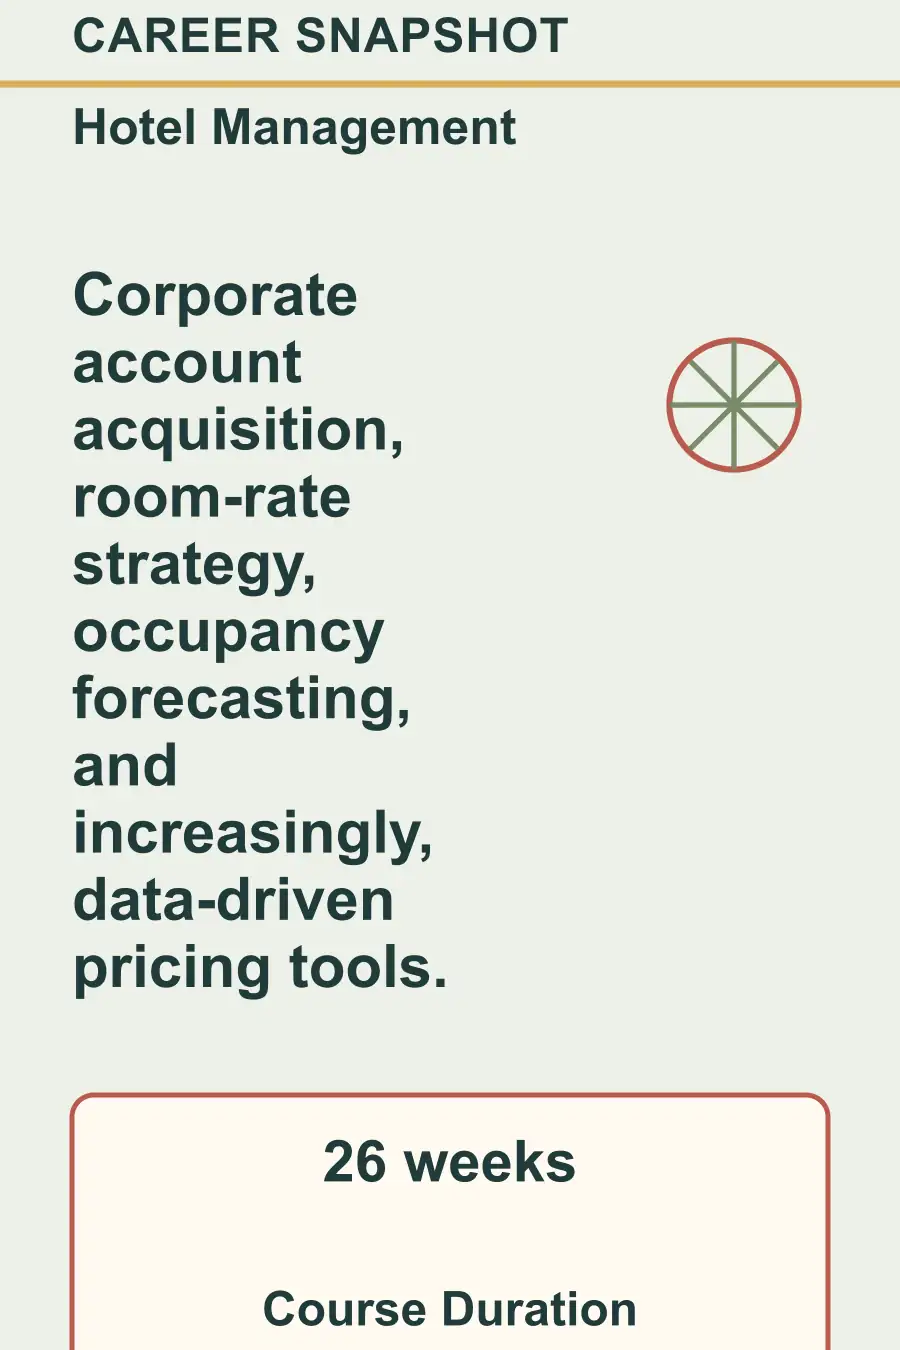 CAREER SNAPSHOT
Hotel Management
Corporate
account
acquisition,
room-rate
strategy,
occupancy
forecasting,
and
increasingly,
data-driven
pricing tools.
26 weeks
Course Duration